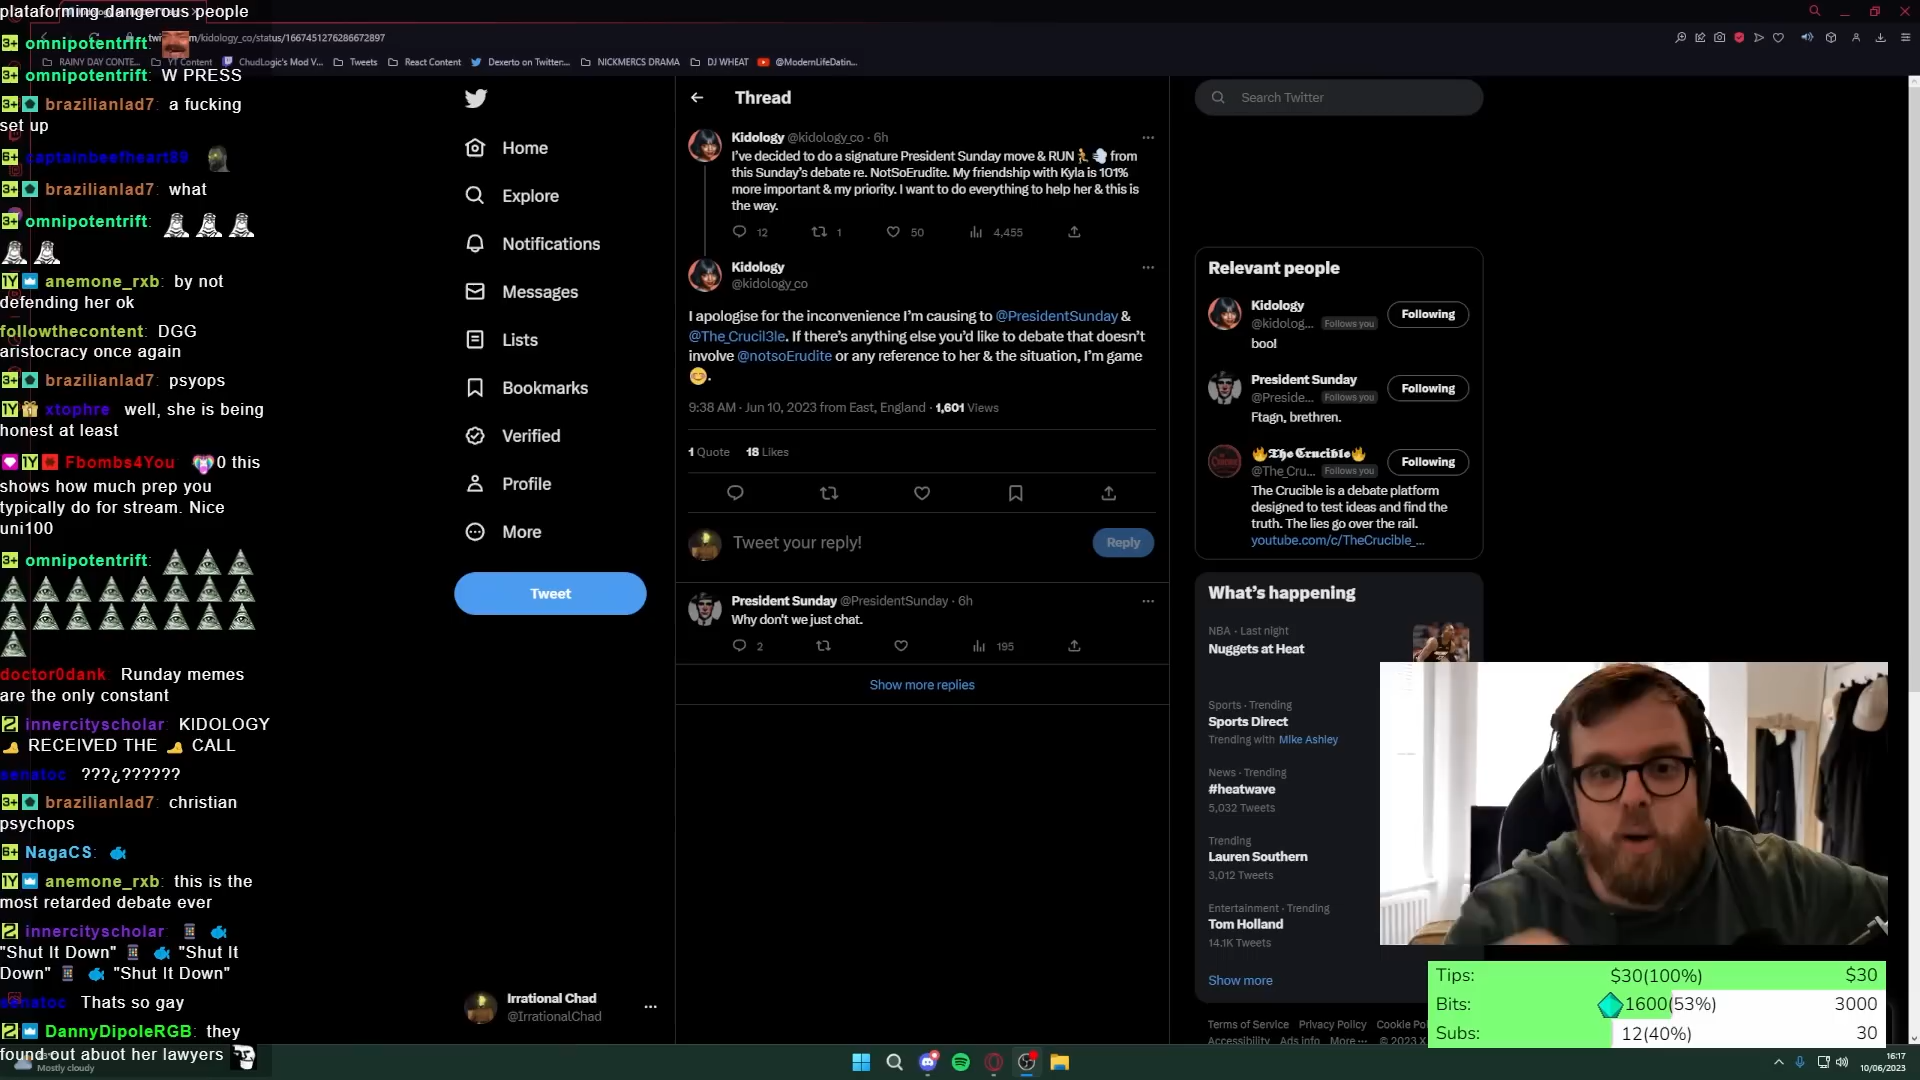 plataforming dangerous people
omnipotentrift:
omnipotentrift: W PRESS
brazilianlad7: a fucking
set up
captainbeefheart89
brazilianlad7: what
omnipotentrift:
anemone_rxb: by not
defending her ok
followthecontent: DGG
aristocracy once again
brazilianlad7: psyops
xtophre well, she is being
honest at least
Fbombs4You 0 this
shows how much prep you
typically do for stream. Nice
uni100
omnipotentrift:
doctor0dank Runday memes
are the only constant
innercityscholar KIDOLOGY
RECEIVED THE CALL
???¿??????
brazilianlad7: christian
psychops
NagaCS:
anemone_rxb: this is the
most retarded debate ever
innercityscholar
"Shut It Down" "Shut It
Down" "Shut It Down"
Thats so gay
DannyDipoleRGB: they
found out abuot her lawyers
Mostly cloudy
/kidology_co/status/1667451276286672897
RAINY DAY CONTE...
YT Content
ChudLogic's Mod V...
Tweets
React Content
Dexerto on Twitter:...
NICKMERCS DRAMA
DJ WHEAT
@ModernLifeDatin...
Home
Explore
Notifications
Messages
Lists
Bookmarks
Verified
Profile
More
Tweet
Irrational Chad
@IrrationalChad
Thread
Kidology @kidology_co · 6h
I've decided to do a signature President Sunday move & RUN🏃💨 from
this Sunday's debate re. NotSoErudite. My friendship with Kyla is 101%
more important & my priority. I want to do everything to help her & this is
the way.
12 1 50 4,455
Kidology
@kidology_co
I apologise for the inconvenience I'm causing to @PresidentSunday &
@The_Crucil3le. If there's anything else you'd like to debate that doesn't
involve @notsoErudite or any reference to her & the situation, I'm game
😊.
9:38 AM · Jun 10, 2023 from East, England · 1,601 Views
1 Quote 18 Likes
Tweet your reply!
Reply
President Sunday @PresidentSunday · 6h
Why don't we just chat.
2 195
Show more replies
Search Twitter
Relevant people
Kidology
@kidolog... Follows you
Following
boo!
President Sunday
@Preside... Follows you
Following
Ftagn, brethren.
🔥The Crucible🔥
@The_Cru... Follows you
Following
The Crucible is a debate platform
designed to test ideas and find the
truth. The lies go over the rail.
youtube.com/c/TheCrucible_...
What's happening
NBA · Last night
Nuggets at Heat
Sports · Trending
Sports Direct
Trending with Mike Ashley
News · Trending
#heatwave
5,032 Tweets
Trending
Lauren Southern
3,012 Tweets
Entertainment · Trending
Tom Holland
14.1K Tweets
Show more
Terms of Service Privacy Policy Cookie Po
Accessibility Ads info More ··· © 2023 X
Tips: $30(100%) $30
Bits: 1600(53%) 3000
Subs: 12(40%) 30
16:17
10/06/2023